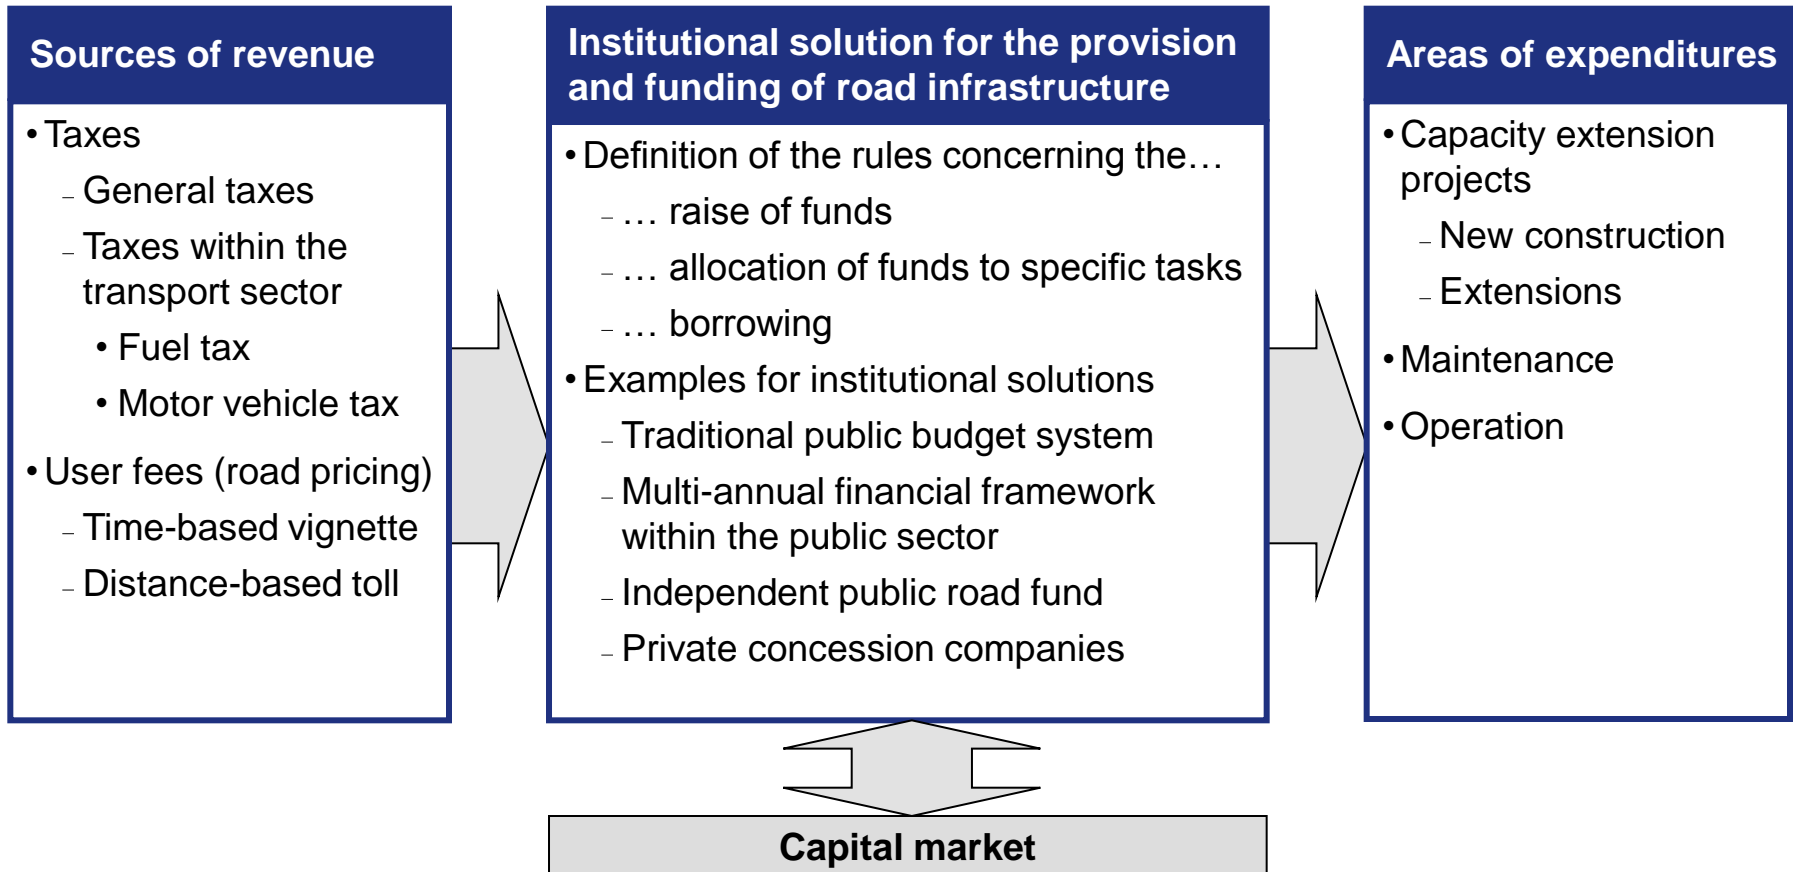 Sources of revenue
• Taxes
– General taxes
– Taxes within the
transport sector
• Fuel tax
• Motor vehicle tax
• User fees (road pricing)
– Time-based vignette
– Distance-based toll
Institutional solution for the provision
and funding of road infrastructure
• Definition of the rules concerning the…
– … raise of funds
– … allocation of funds to specific tasks
– … borrowing
• Examples for institutional solutions
– Traditional public budget system
– Multi-annual financial framework
within the public sector
– Independent public road fund
– Private concession companies
Areas of expenditures
• Capacity extension
projects
– New construction
– Extensions
• Maintenance
• Operation
Capital market